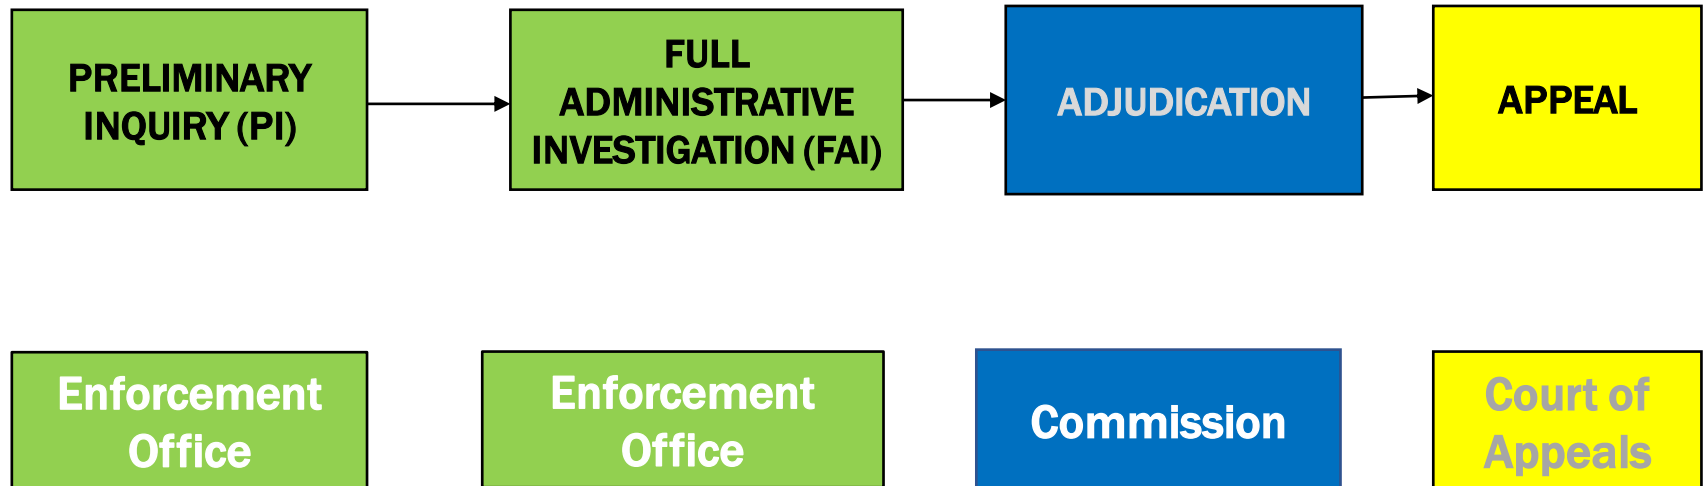 PRELIMINARY
INQUIRY (PI)
FULL
ADMINISTRATIVE
INVESTIGATION (FAI)
ADJUDICATION
APPEAL
Enforcement
Office
Enforcement
Office
Commission
Court of
Appeals